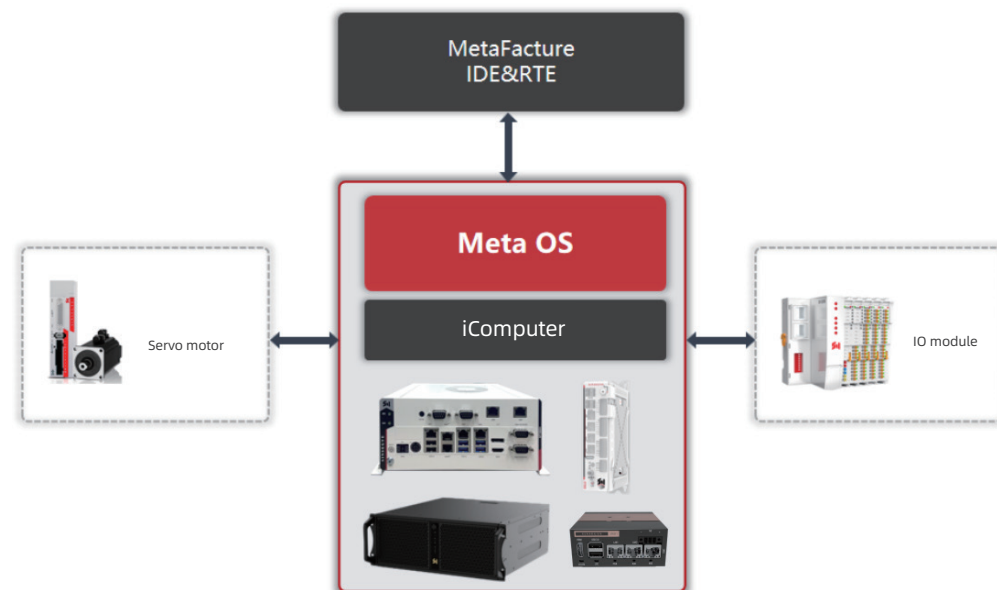 MetaFacture
IDE&RTE
Meta OS
iComputer
Servo motor
IO module